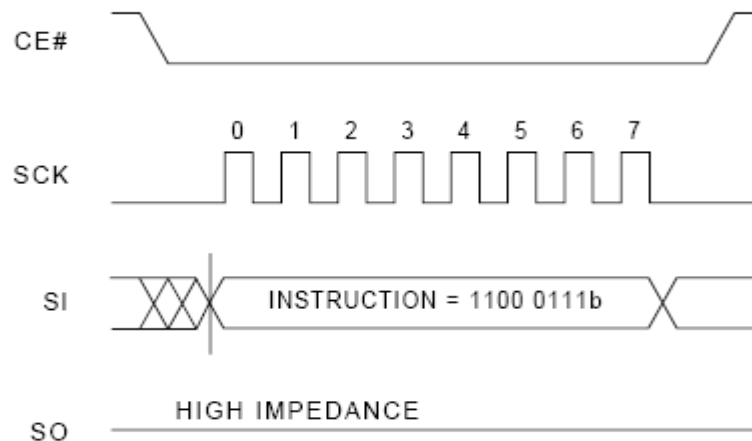 CE#
0 1 2 3 4 5 6 7
SCK
SI INSTRUCTION = 1100 0111b
HIGH IMPEDANCE
SO